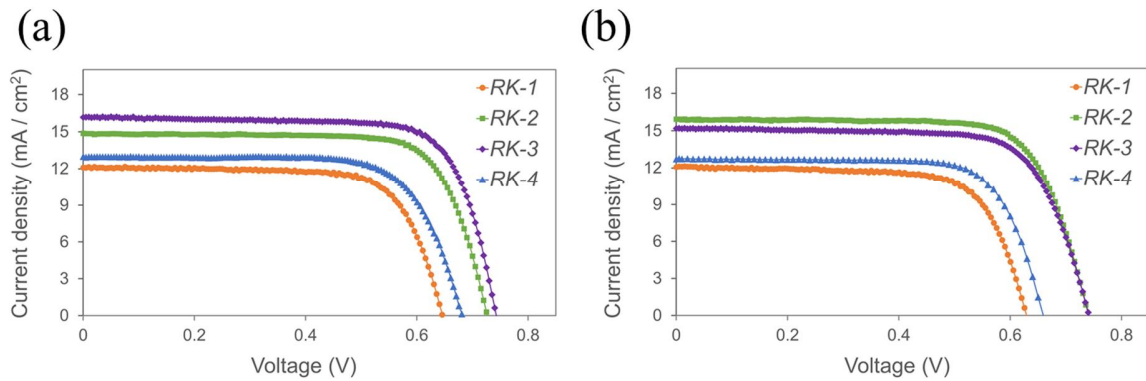 (a)
Current density (mA / cm²)
18
15
12
9
6
3
0
0
0.2
0.4
0.6
0.8
Voltage (V)
RK-1
RK-2
RK-3
RK-4
(b)
Current density (mA / cm²)
18
15
12
9
6
3
0
0
0.2
0.4
0.6
0.8
Voltage (V)
RK-1
RK-2
RK-3
RK-4